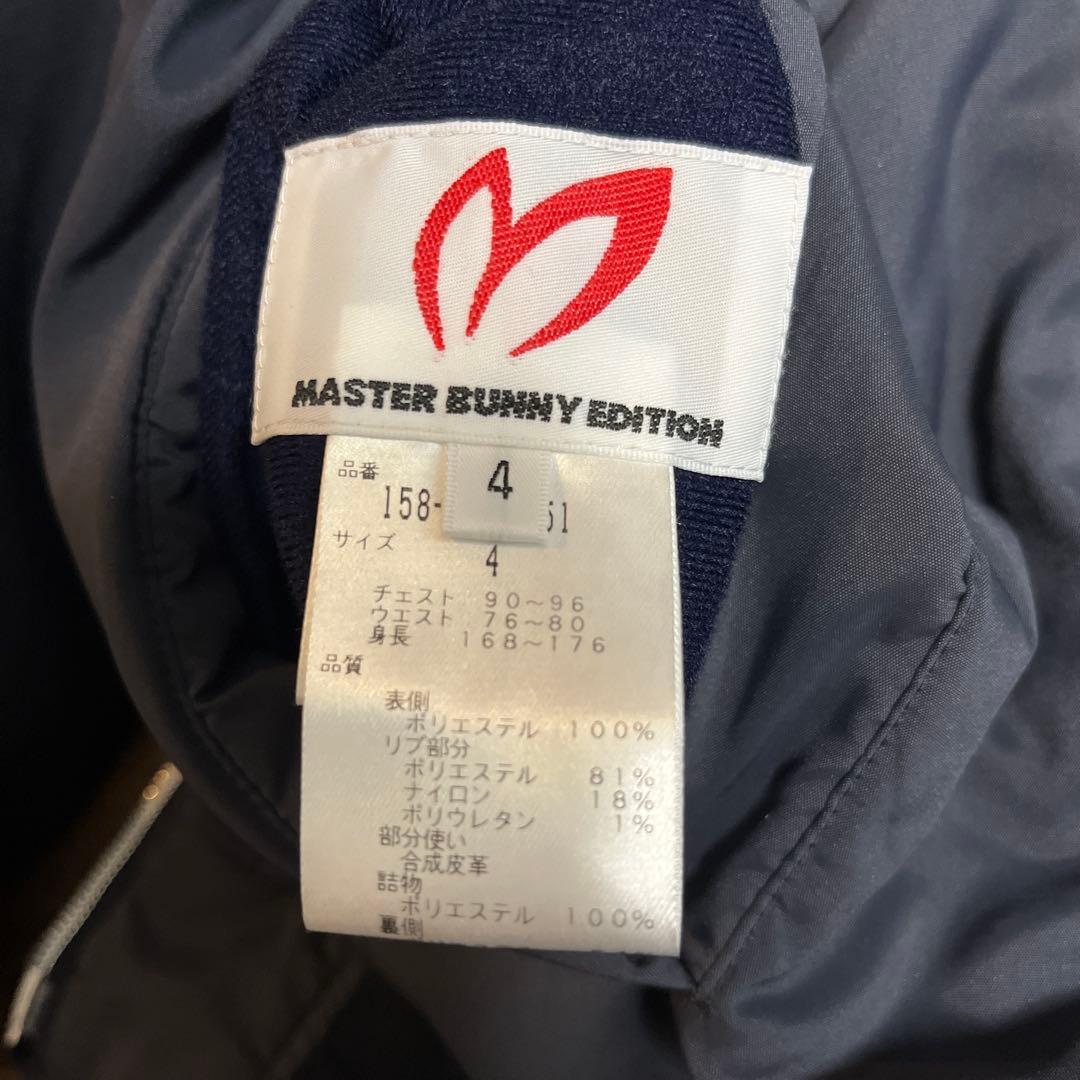 MASTER BUNNY EDITION
4
品番
158-
51
サイズ
4
チェスト 90～96
ウエスト 76～80
身長 168～176
品質
表側
ポリエステル 100%
リブ部分
ポリエステル 81%
ナイロン 18%
ポリウレタン 1%
部分使い
合成皮革
詰物
ポリエステル 100%
裏側